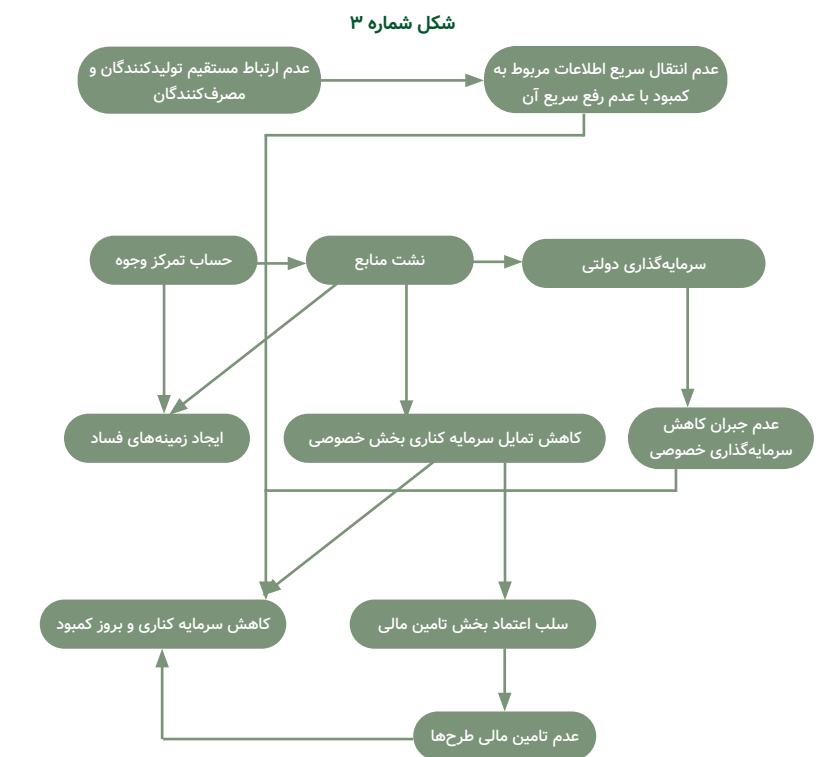 شکل شماره ۳
عدم انتقال سریع اطلاعات مربوط به
کمبود با عدم رفع سریع آن
عدم ارتباط مستقیم تولیدکنندگان و
مصرف‌کنندگان
سرمایه‌گذاری دولتی
نشت منابع
حساب تمرکز وجوه
عدم جبران کاهش
سرمایه‌گذاری خصوصی
کاهش تمایل سرمایه کناری بخش خصوصی
ایجاد زمینه‌های فساد
سلب اعتماد بخش تامین مالی
کاهش سرمایه کناری و بروز کمبود
عدم تامین مالی طرح‌ها